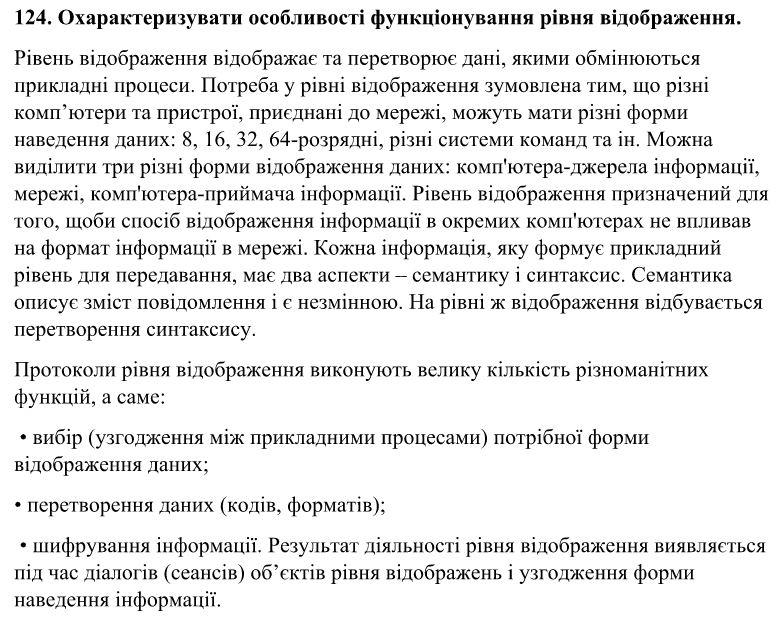 124. Охарактеризувати особливості функціонування рівня відображення.
Рівень відображення відображає та перетворює дані, якими обмінюються
прикладні процеси. Потреба у рівні відображення зумовлена тим, що різні
комп’ютери та пристрої, приєднані до мережі, можуть мати різні форми
наведення даних: 8, 16, 32, 64-розрядні, різні системи команд та ін. Можна
виділити три різні форми відображення даних: комп'ютера-джерела інформації,
мережі, комп'ютера-приймача інформації. Рівень відображення призначений для
того, щоби спосіб відображення інформації в окремих комп'ютерах не впливав
на формат інформації в мережі. Кожна інформація, яку формує прикладний
рівень для передавання, має два аспекти – семантику і синтаксис. Семантика
описує зміст повідомлення і є незмінною. На рівні ж відображення відбувається
перетворення синтаксису.
Протоколи рівня відображення виконують велику кількість різноманітних
функцій, а саме:
• вибір (узгодження між прикладними процесами) потрібної форми
відображення даних;
• перетворення даних (кодів, форматів);
• шифрування інформації. Результат діяльності рівня відображення виявляється
під час діалогів (сеансів) об’єктів рівня відображень і узгодження форми
наведення інформації.